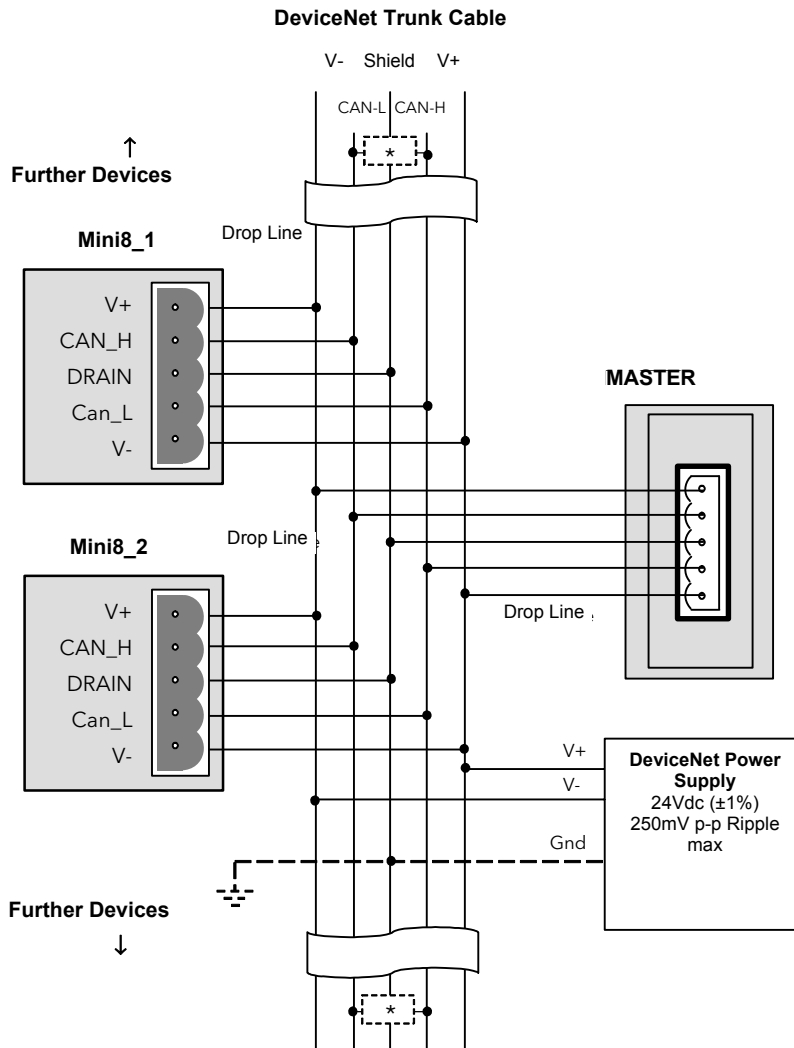 DeviceNet Trunk Cable
V- Shield V+
CAN-L CAN-H
*
↑
Further Devices
Mini8_1
Drop Line
V+
CAN_H
DRAIN
Can_L
V-
MASTER
Mini8_2
Drop Line
V+
CAN_H
DRAIN
Can_L
V-
Drop Line
V+
V-
Gnd
DeviceNet Power
Supply
24Vdc (±1%)
250mV p-p Ripple
max
Further Devices
↓
*